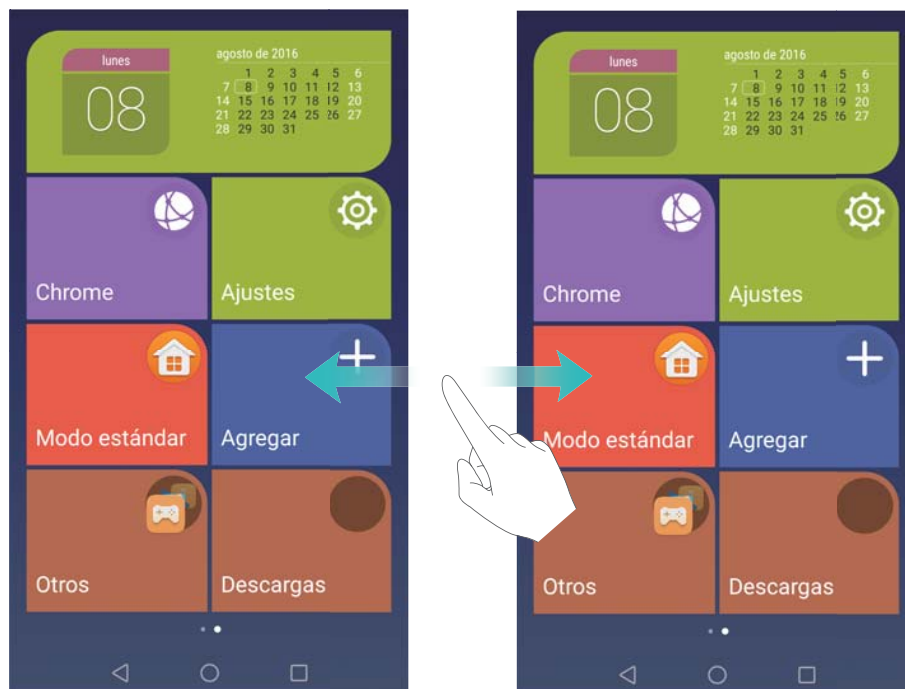 lunes
08
agosto de 2016
1 2 3 4 5 6
7 8 9 10 11 12 13
14 15 16 17 18 19 20
21 22 23 24 25 26 27
28 29 30 31
Chrome
Ajustes
Modo estándar
Agregar
Otros
Descargas
lunes
08
agosto de 2016
1 2 3 4 5 6
7 8 9 10 11 12 13
14 15 16 17 18 19 20
21 22 23 24 25 26 27
28 29 30 31
Chrome
Ajustes
Modo estándar
Agregar
Otros
Descargas